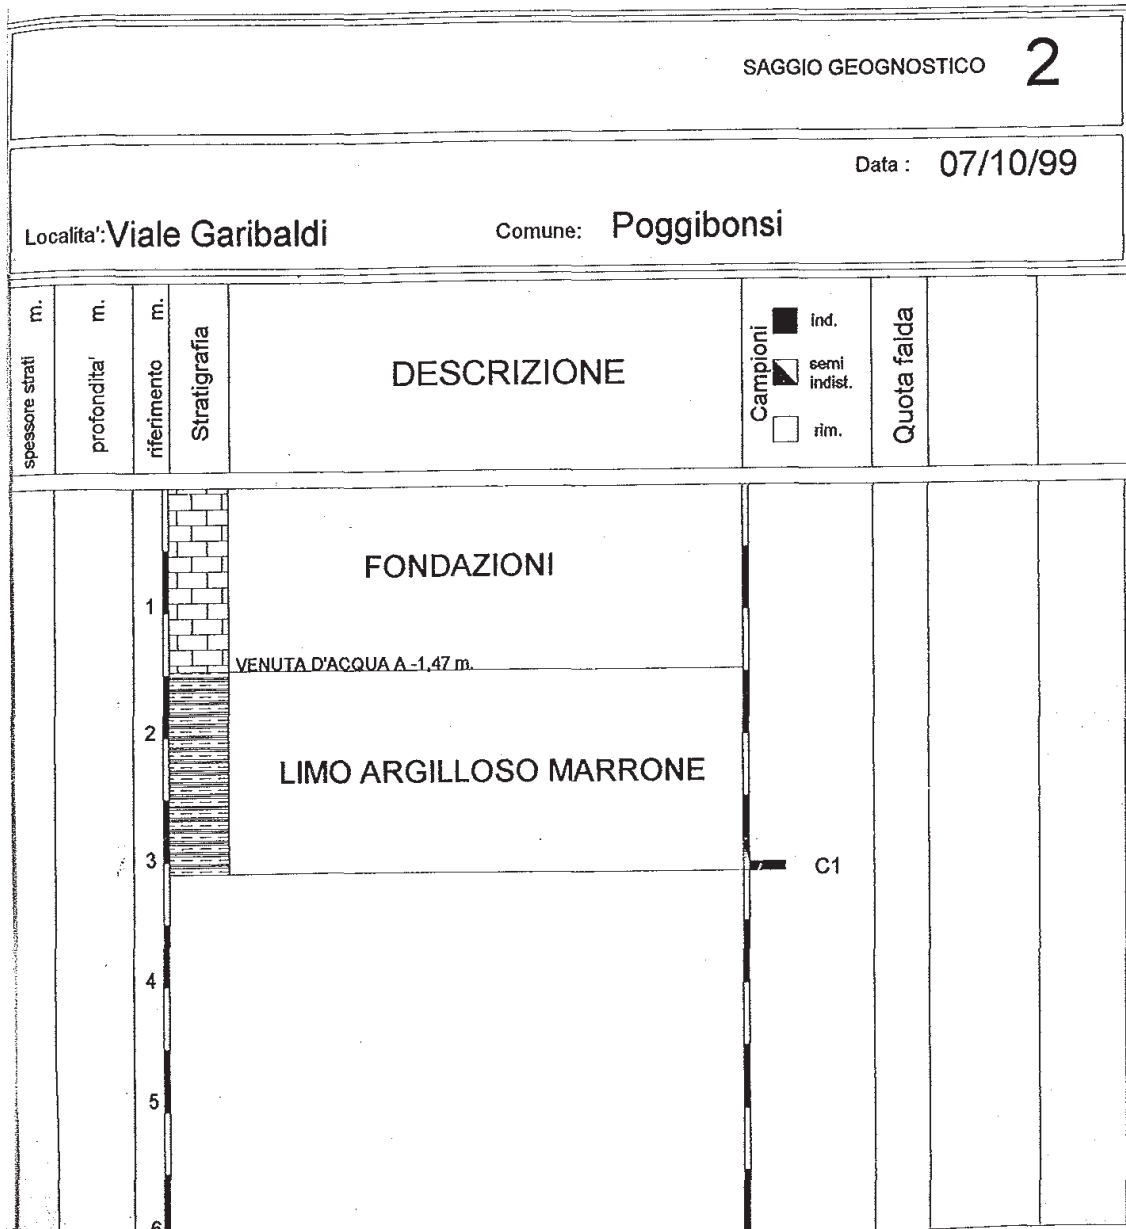 SAGGIO GEOGNOSTICO 2
Data : 07/10/99
Localita': Viale Garibaldi Comune: Poggibonsi
spessore strati m.
profondita' m.
riferimento m.
Stratigrafia
DESCRIZIONE
Campioni
ind.
semi
indist.
rim.
Quota falda
FONDAZIONI
1
VENUTA D'ACQUA A -1,47 m.
2
LIMO ARGILLOSO MARRONE
3
C1
4
5
6